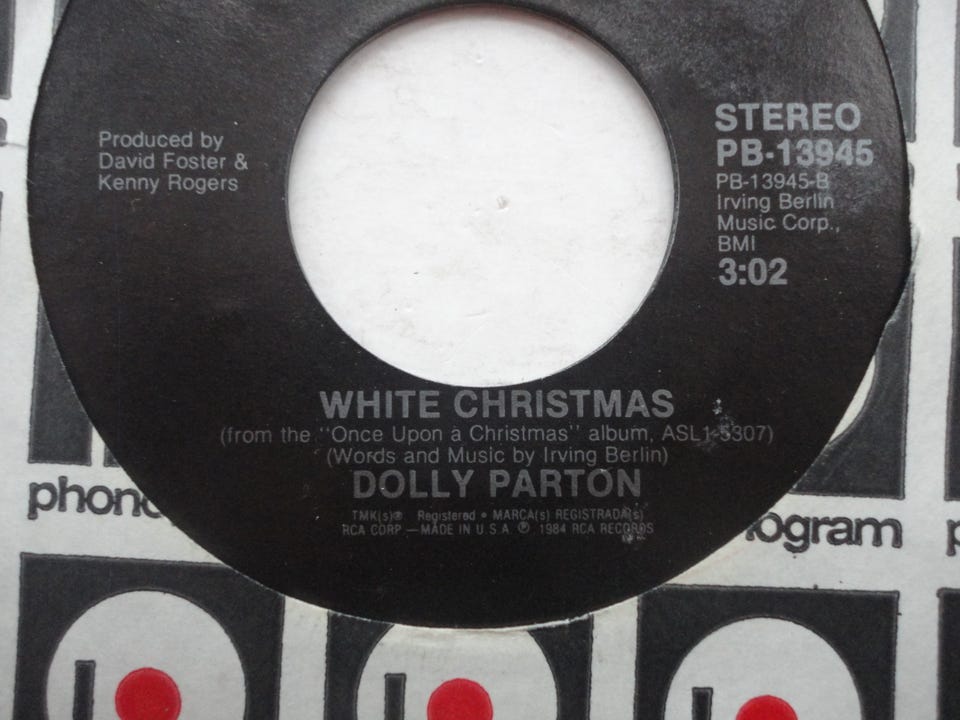 Produced by
David Foster &
Kenny Rogers
STEREO
PB-13945
PB-13945-B
Irving Berlin
Music Corp.,
BMI
3:02
WHITE CHRISTMAS
(from the "Once Upon a Christmas" album, ASL1-5307)
(Words and Music by Irving Berlin)
DOLLY PARTON
TMK(s)® Registered • MARCA(s) REGISTRADA(s)
RCA CORP.—MADE IN U.S.A. ℗ 1984 RCA RECORDS
phono
ogram
p